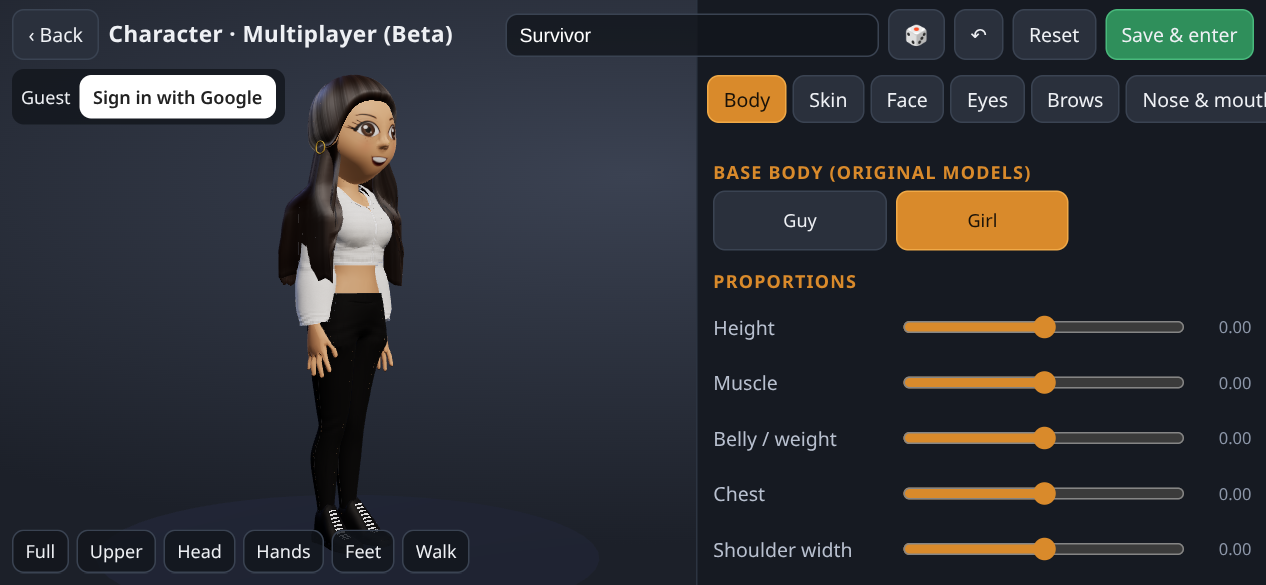 ‹ Back Character · Multiplayer (Beta) Survivor ↶ Reset Save & enter
Guest Sign in with Google
Body Skin Face Eyes Brows Nose & mouth
BASE BODY (ORIGINAL MODELS)
Guy Girl
PROPORTIONS
Height 0.00
Muscle 0.00
Belly / weight 0.00
Chest 0.00
Shoulder width 0.00
Full Upper Head Hands Feet Walk